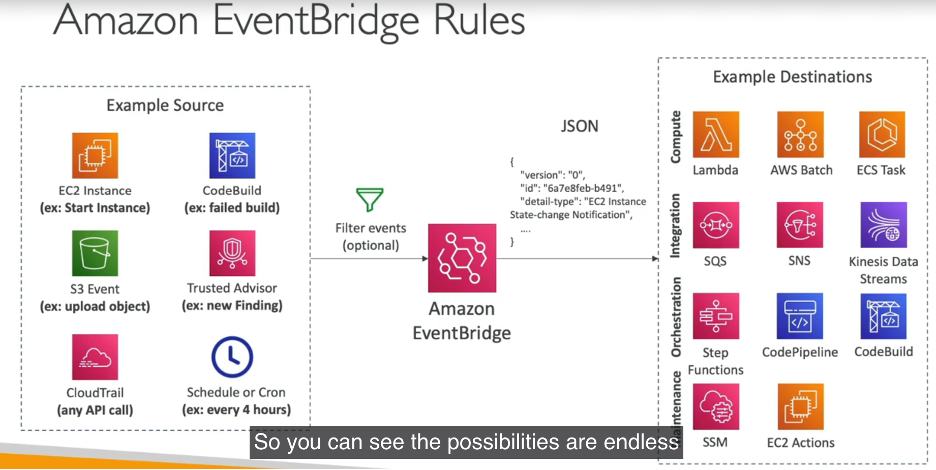 Amazon EventBridge Rules
Example Source
EC2 Instance
(ex: Start Instance)
CodeBuild
(ex: failed build)
S3 Event
(ex: upload object)
Trusted Advisor
(ex: new Finding)
CloudTrail
(any API call)
Schedule or Cron
(ex: every 4 hours)
Filter events
(optional)
Amazon
EventBridge
JSON
{
"version": "0",
"id": "6a7e8feb-b491",
"detail-type": "EC2 Instance
State-change Notification",
....
}
Example Destinations
Compute
Lambda
AWS Batch
ECS Task
Integration
SQS
SNS
Kinesis Data
Streams
Orchestration
Step
Functions
CodePipeline
CodeBuild
SSM
EC2 Actions
So you can see the possibilities are endless